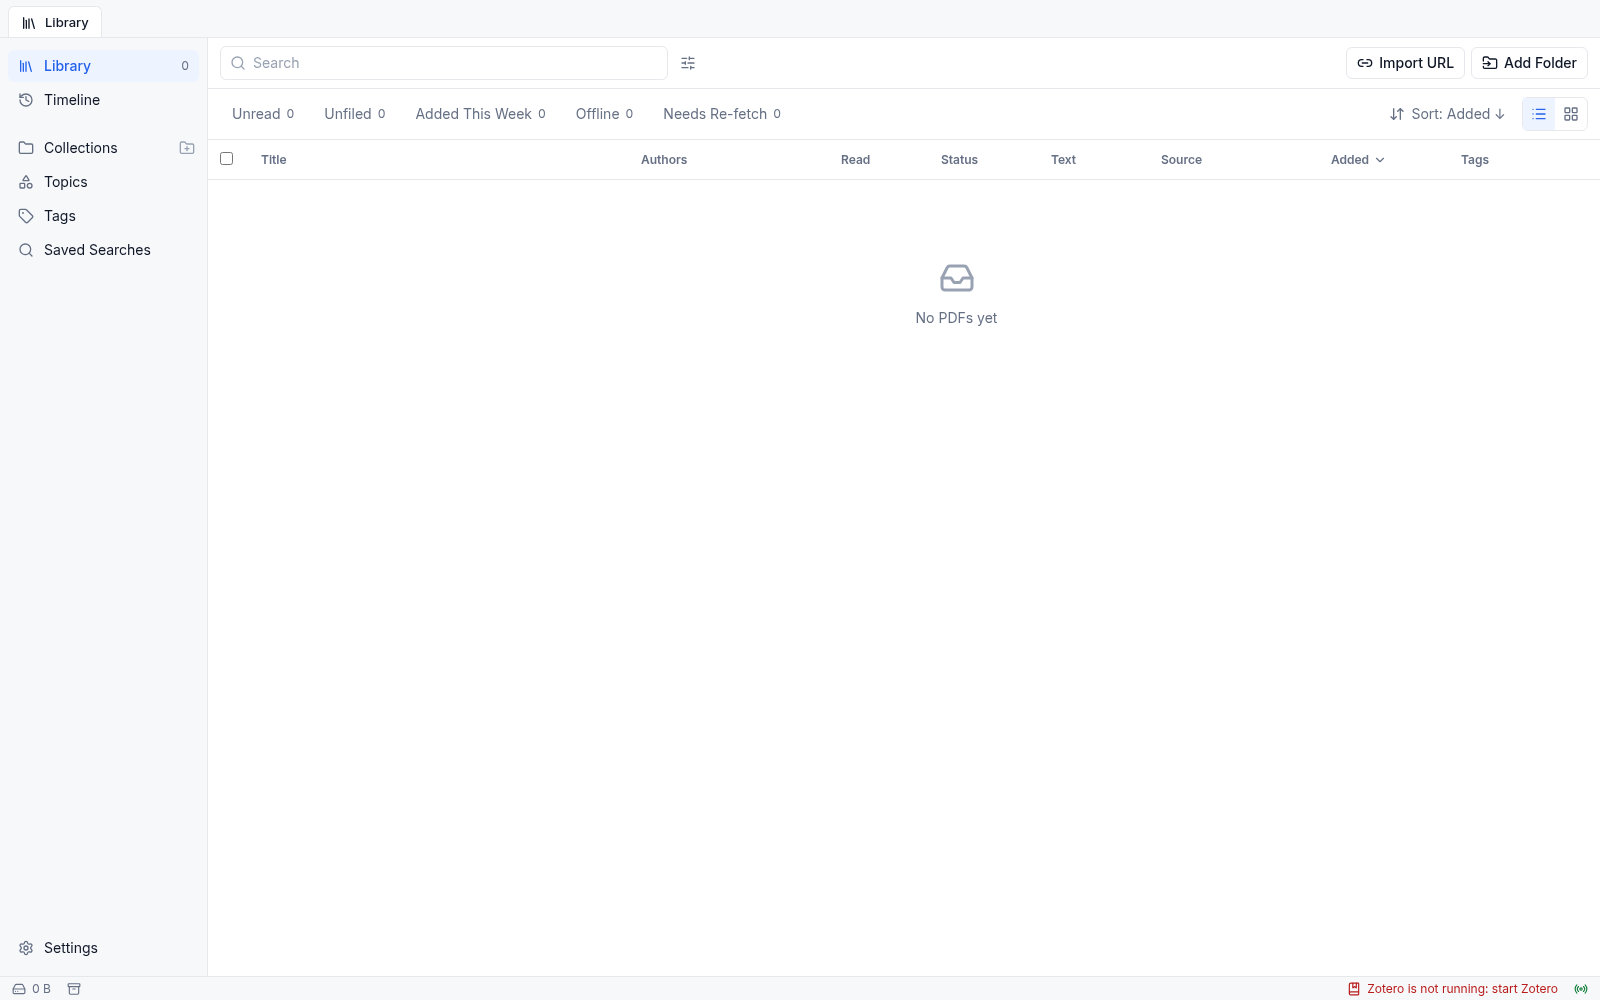 Library
Library 0
Timeline
Collections
Topics
Tags
Saved Searches
Settings
Search
Import URL
Add Folder
Unread 0
Unfiled 0
Added This Week 0
Offline 0
Needs Re-fetch 0
Sort: Added ↓
Title
Authors
Read
Status
Text
Source
Added
Tags
No PDFs yet
0 B
Zotero is not running: start Zotero